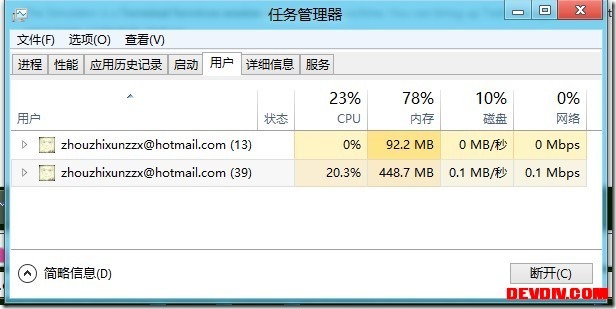 任务管理器
文件(F) 选项(O) 查看(V)
进程 性能 应用历史记录 启动 用户 详细信息 服务
23% 78% 10% 0%
用户 状态 CPU 内存 磁盘 网络
zhouzhixunzzx@hotmail.com (13) 0% 92.2 MB 0 MB/秒 0 Mbps
zhouzhixunzzx@hotmail.com (39) 20.3% 448.7 MB 0.1 MB/秒 0.1 Mbps
简略信息(D) 断开(C)
DEVDIV.COM